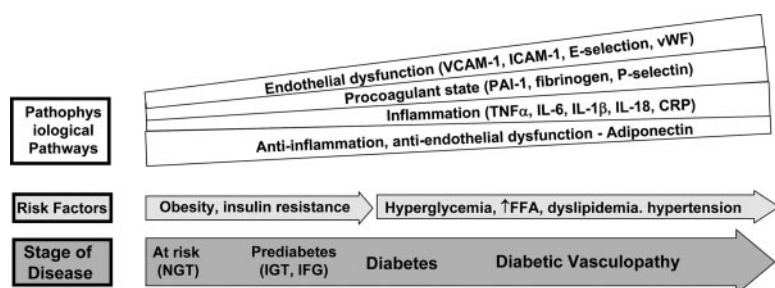 Endothelial dysfunction (VCAM-1, ICAM-1, E-selection, vWF)
Procoagulant state (PAI-1, fibrinogen, P-selectin)
Inflammation (TNFα, IL-6, IL-1β, IL-18, CRP)
Anti-inflammation, anti-endothelial dysfunction - Adiponectin
Pathophys
iological
Pathways
Risk Factors
Obesity, insulin resistance
Hyperglycemia, ↑FFA, dyslipidemia. hypertension
Stage of
Disease
At risk
(NGT)
Prediabetes
(IGT, IFG)
Diabetes
Diabetic Vasculopathy